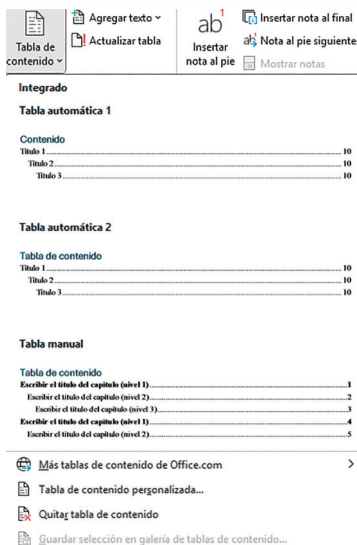 Tabla de
contenido
Agregar texto
Actualizar tabla
ab1
Insertar
nota al pie
Insertar nota al final
ab Nota al pie siguiente
Mostrar notas
Integrado
Tabla automática 1
Contenido
Título 1.....10
Título 2.....10
Título 3.....10
Tabla automática 2
Tabla de contenido
Título 1.....10
Título 2.....10
Título 3.....10
Tabla manual
Tabla de contenido
Escribir el título del capítulo (nivel 1).....1
Escribir el título del capítulo (nivel 2).....2
Escribir el título del capítulo (nivel 3).....3
Escribir el título del capítulo (nivel 1).....4
Escribir el título del capítulo (nivel 2).....5
Más tablas de contenido de Office.com
Tabla de contenido personalizada...
Quitar tabla de contenido
Guardar selección en galería de tablas de contenido...